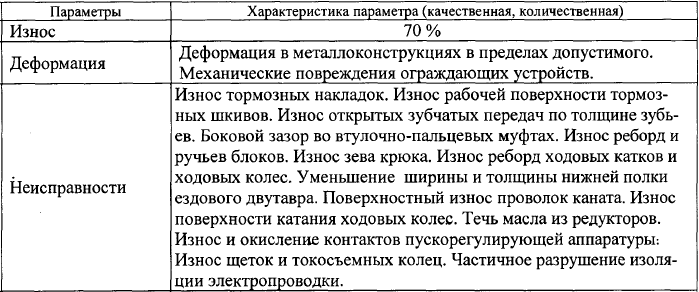 Параметры Характеристика параметра (качественная, количественная)
Износ 70 %
Деформация Деформация в металлоконструкциях в пределах допустимого.
Механические повреждения ограждающих устройств.
Износ тормозных накладок. Износ рабочей поверхности тормоз-
ных шкивов. Износ открытых зубчатых передач по толщине зубь-
ев. Боковой зазор во втулочно-пальцевых муфтах. Износ реборд и
ручьев блоков. Износ зева крюка. Износ реборд ходовых катков и
Неисправности ходовых колес. Уменьшение ширины и толщины нижней полки
ездового двутавра. Поверхностный износ проволок каната. Износ
поверхности катания ходовых колес. Течь масла из редукторов.
Износ и окисление контактов пускорегулирующей аппаратуры.
Износ щеток и токосъемных колец. Частичное разрушение изоля-
ции электропроводки.